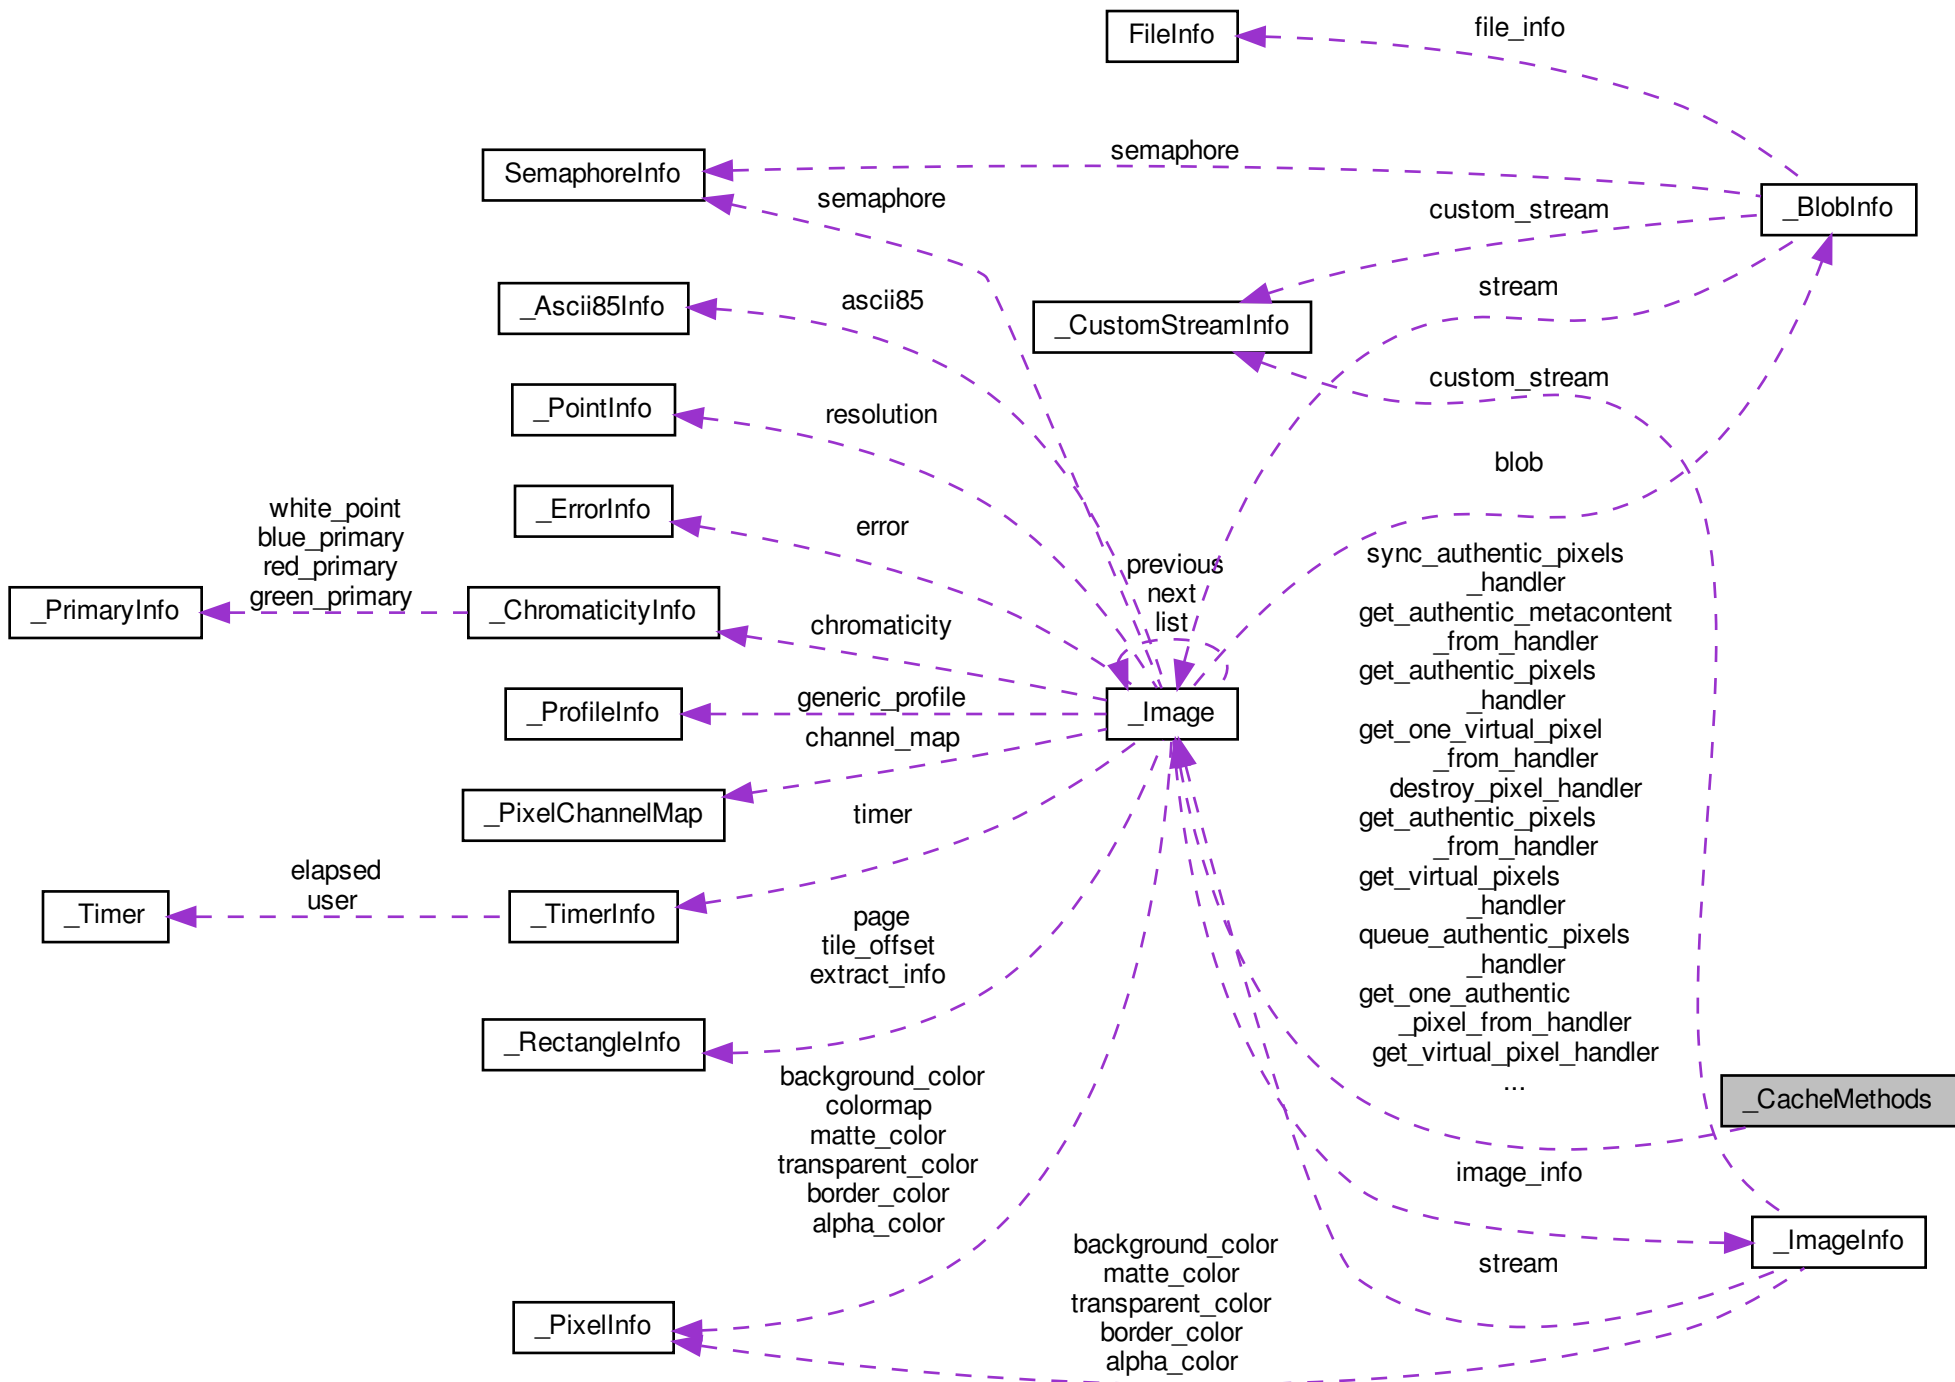 FileInfo
file_info
semaphore
SemaphoreInfo
semaphore
custom_stream
_BlobInfo
_Ascii85Info
ascii85
_CustomStreamInfo
stream
_PointInfo
resolution
custom_stream
blob
_ErrorInfo
error
white_point
blue_primary
red_primary
green_primary
_PrimaryInfo
_ChromaticityInfo
chromaticity
previous
next
list
sync_authentic_pixels
_handler
get_authentic_metacontent
_from_handler
get_authentic_pixels
_handler
get_one_virtual_pixel
_from_handler
destroy_pixel_handler
get_authentic_pixels
_from_handler
get_virtual_pixels
_handler
queue_authentic_pixels
_handler
get_one_authentic
_pixel_from_handler
get_virtual_pixel_handler
...
_ProfileInfo
generic_profile
_Image
channel_map
_PixelChannelMap
timer
elapsed
user
_Timer
_TimerInfo
page
tile_offset
extract_info
_RectangleInfo
background_color
colormap
matte_color
transparent_color
border_color
alpha_color
_CacheMethods
image_info
_ImageInfo
stream
background_color
matte_color
transparent_color
border_color
alpha_color
_PixelInfo